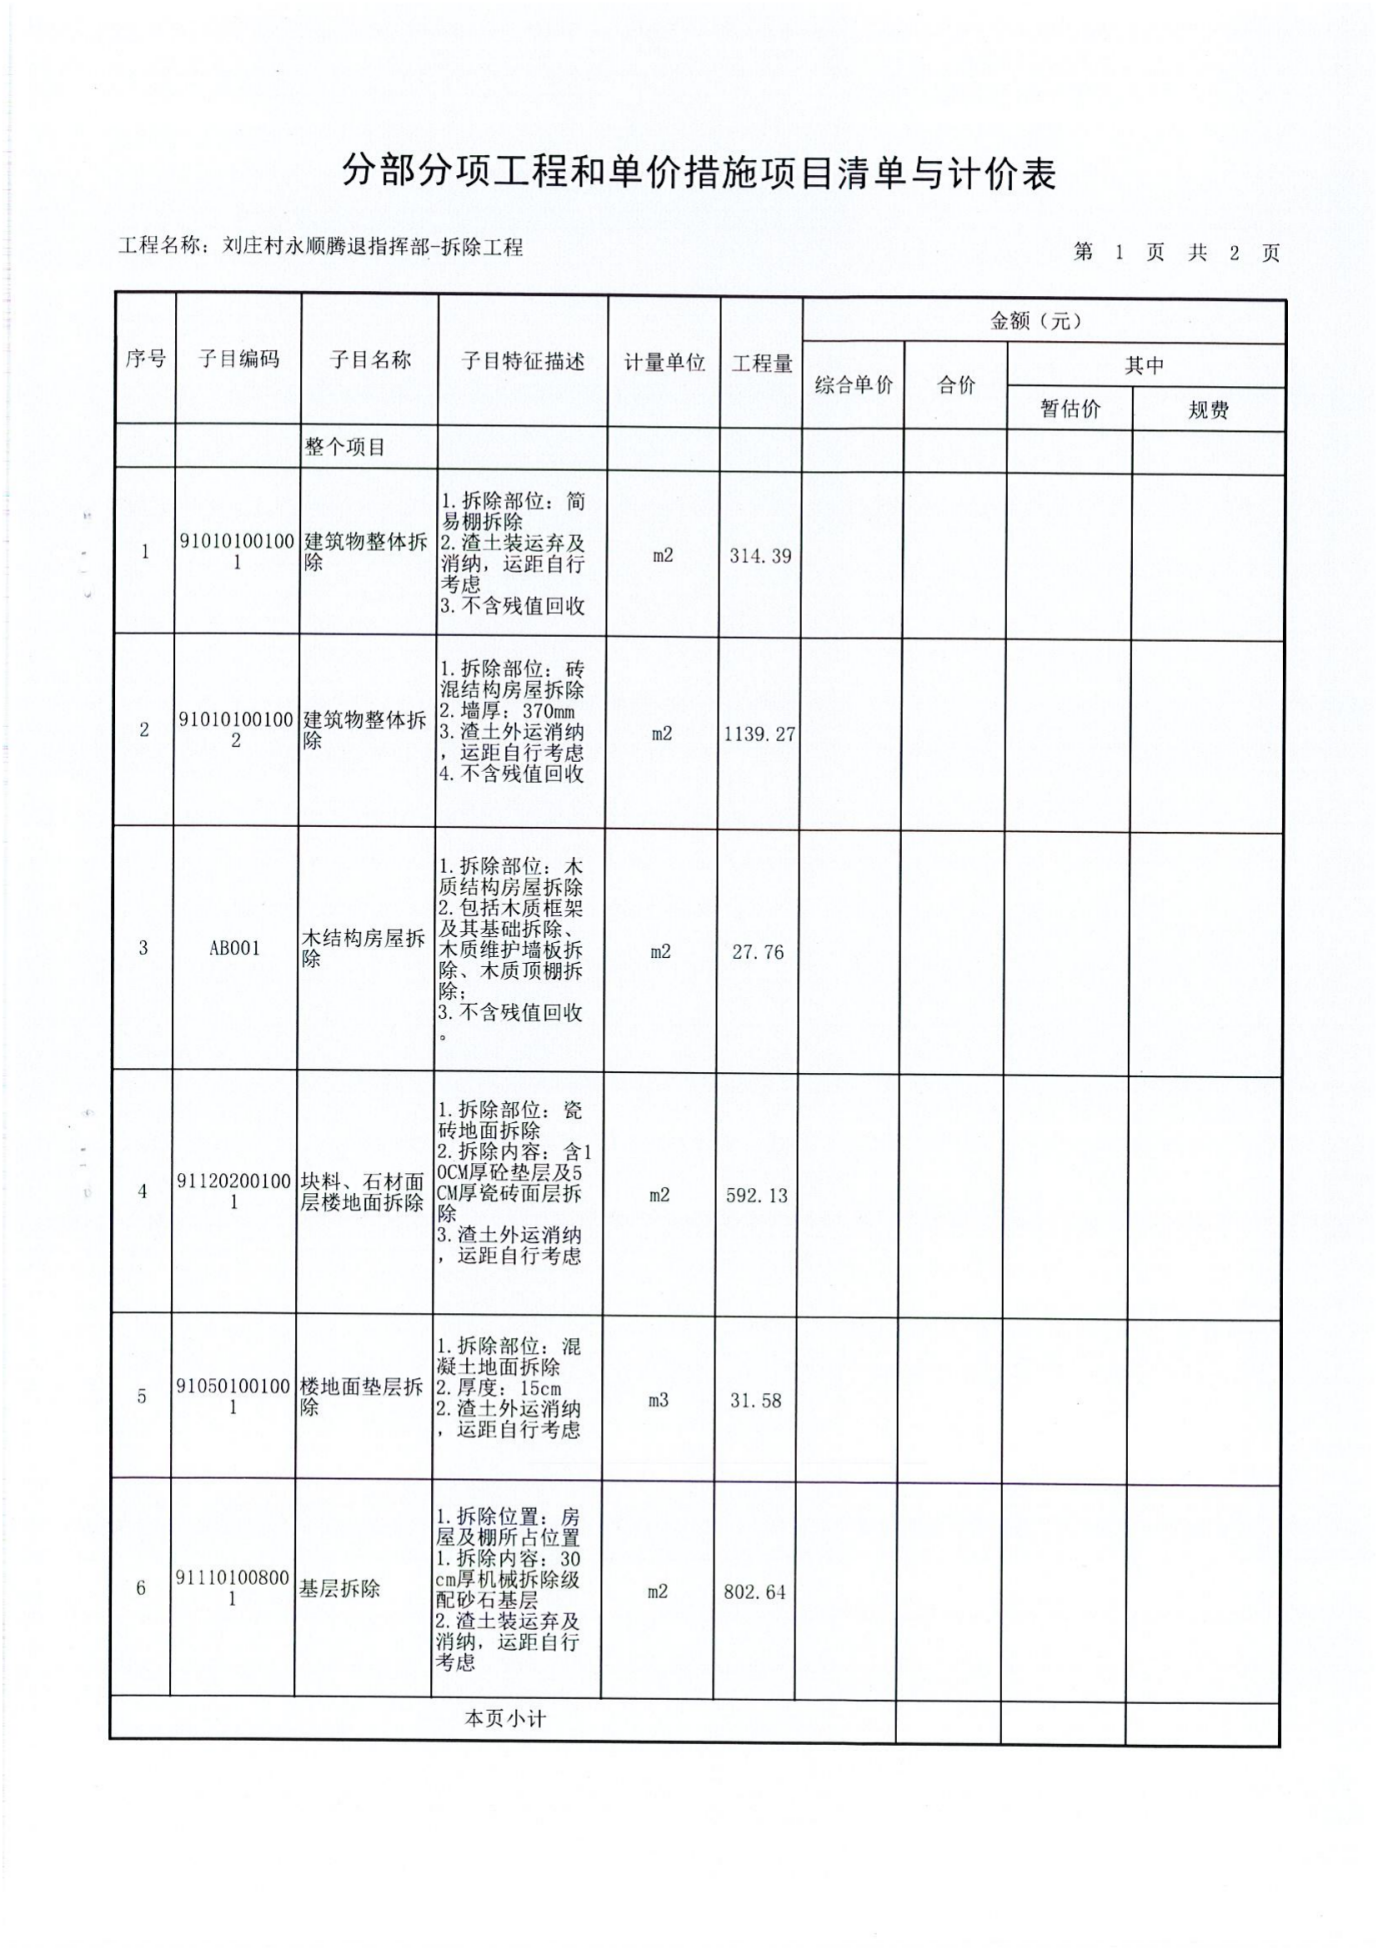 分部分项工程和单价措施项目清单与计价表
工程名称：刘庄村永顺腾退指挥部-拆除工程
第 1 页 共 2 页
序号
子目编码
子目名称
子目特征描述
计量单位
工程量
金额（元）
综合单价
合价
其中
暂估价
规费
整个项目
1
91010100100
1
建筑物整体拆
除
1.拆除部位：简
易棚拆除
2.渣土装运弃及
消纳，运距自行
考虑
3.不含残值回收
m2
314.39
2
91010100100
2
建筑物整体拆
除
1.拆除部位：砖
混结构房屋拆除
2.墙厚：370mm
3.渣土外运消纳
，运距自行考虑
4.不含残值回收
m2
1139.27
3
AB001
木结构房屋拆
除
1.拆除部位：木
质结构房屋拆除
2.包括木质框架
及其基础拆除、
木质维护墙板拆
除、木质顶棚拆
除；
3.不含残值回收
。
m2
27.76
4
91120200100
1
块料、石材面
层楼地面拆除
1.拆除部位：瓷
砖地面拆除
2.拆除内容：含1
0CM厚砼垫层及5
CM厚瓷砖面层拆
除
3.渣土外运消纳
，运距自行考虑
m2
592.13
5
91050100100
1
楼地面垫层拆
除
1.拆除部位：混
凝土地面拆除
2.厚度：15cm
2.渣土外运消纳
，运距自行考虑
m3
31.58
6
91110100800
1
基层拆除
1.拆除位置：房
屋及棚所占位置
1.拆除内容：30
cm厚机械拆除级
配砂石基层
2.渣土装运弃及
消纳，运距自行
考虑
m2
802.64
本页小计